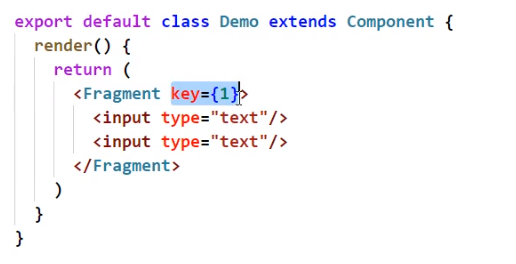 export default class Demo extends Component {
render() {
return (
<Fragment key={1}>
<input type="text"/>
<input type="text"/>
</Fragment>
)
}
}